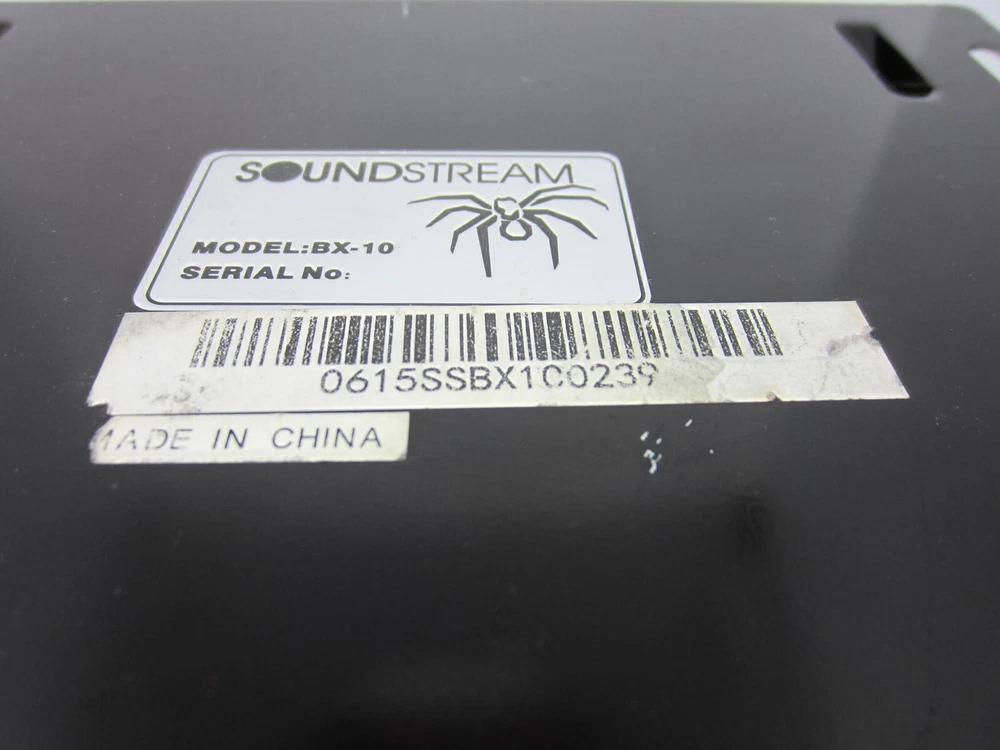 SOUNDSTREAM
MODEL:BX-10
SERIAL No:
0615SSBX1C0239
MADE IN CHINA